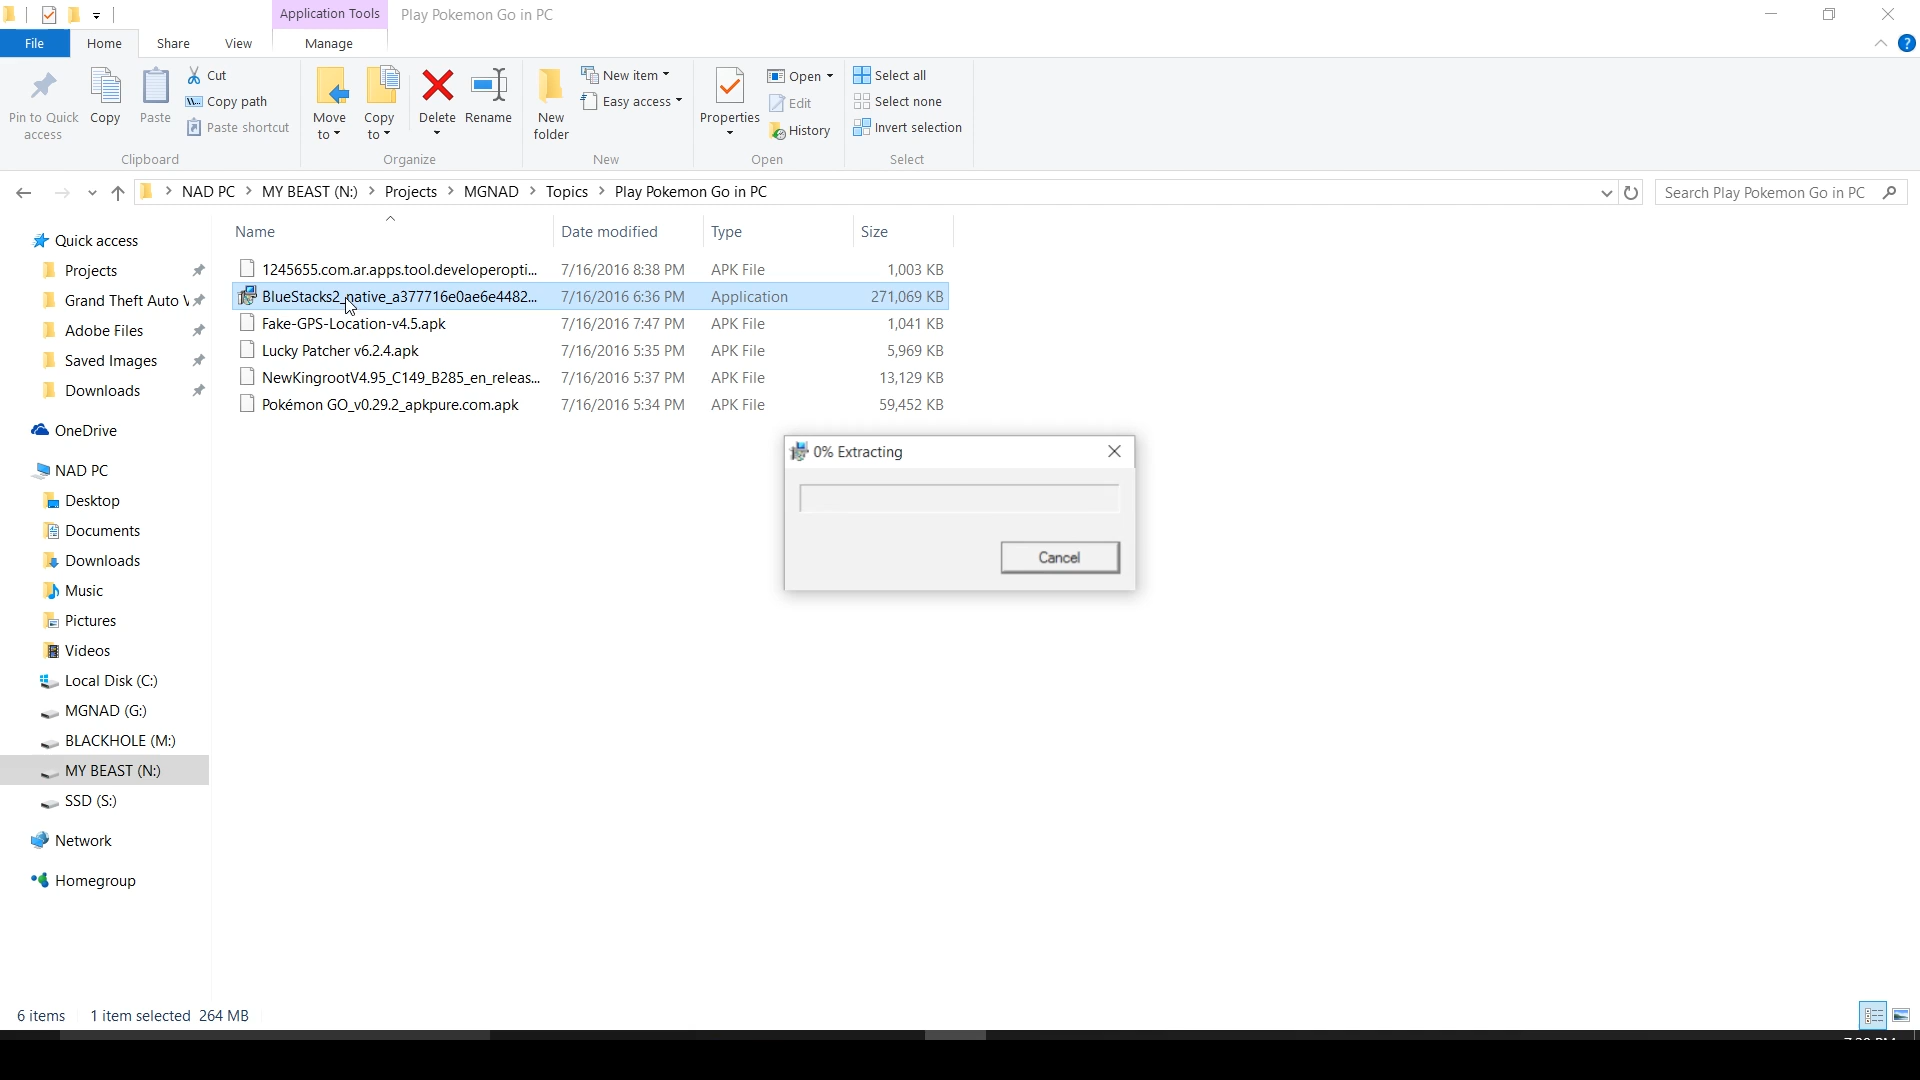 Application Tools Play Pokemon Go in PC
File Home Share View Manage
Pin to Quick access
Copy
Paste
Cut
Copy path
Paste shortcut
Clipboard
Move to
Copy to
Delete
Rename
Organize
New folder
New item
Easy access
New
Properties
Open
Edit
History
Open
Select all
Select none
Invert selection
Select
NAD PC > MY BEAST (N:) > Projects > MGNAD > Topics > Play Pokemon Go in PC
Search Play Pokemon Go in PC
Name Date modified Type Size
1245655.com.ar.apps.tool.developeropti... 7/16/2016 8:38 PM APK File 1,003 KB
BlueStacks2_native_a377716e0ae6e4482... 7/16/2016 6:36 PM Application 271,069 KB
Fake-GPS-Location-v4.5.apk 7/16/2016 7:47 PM APK File 1,041 KB
Lucky Patcher v6.2.4.apk 7/16/2016 5:35 PM APK File 5,969 KB
NewKingrootV4.95_C149_B285_en_releas... 7/16/2016 5:37 PM APK File 13,129 KB
Pokémon GO_v0.29.2_apkpure.com.apk 7/16/2016 5:34 PM APK File 59,452 KB
Quick access
Projects
Grand Theft Auto V
Adobe Files
Saved Images
Downloads
OneDrive
NAD PC
Desktop
Documents
Downloads
Music
Pictures
Videos
Local Disk (C:)
MGNAD (G:)
BLACKHOLE (M:)
MY BEAST (N:)
SSD (S:)
Network
Homegroup
0% Extracting
Cancel
6 items 1 item selected 264 MB